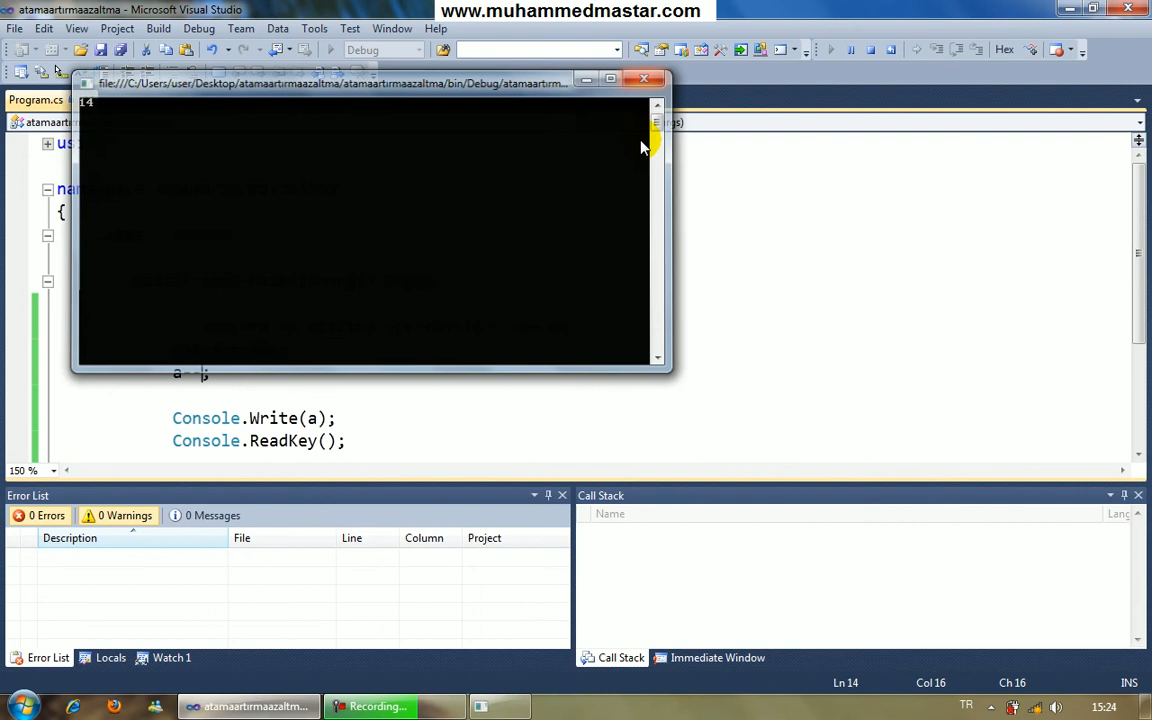 atamaartırmaazaltma - Microsoft Visual Studio
www.muhammedmastar.com
File Edit View Project Build Debug Team Data Tools Test Window Help
Debug
Hex
file:///C:/Users/user/Desktop/atamaartırmaazaltma/atamaartırmaazaltma/bin/Debug/atamaartırm...
Program.cs
14
{
a--;
Console.Write(a);
Console.ReadKey();
150 %
Error List
Call Stack
0 Errors 0 Warnings 0 Messages
Name
Description File Line Column Project
Error List Locals Watch 1
Call Stack Immediate Window
Ln 14 Col 16 Ch 16 INS
atamaartırmaazaltm... Recording... TR 15:24